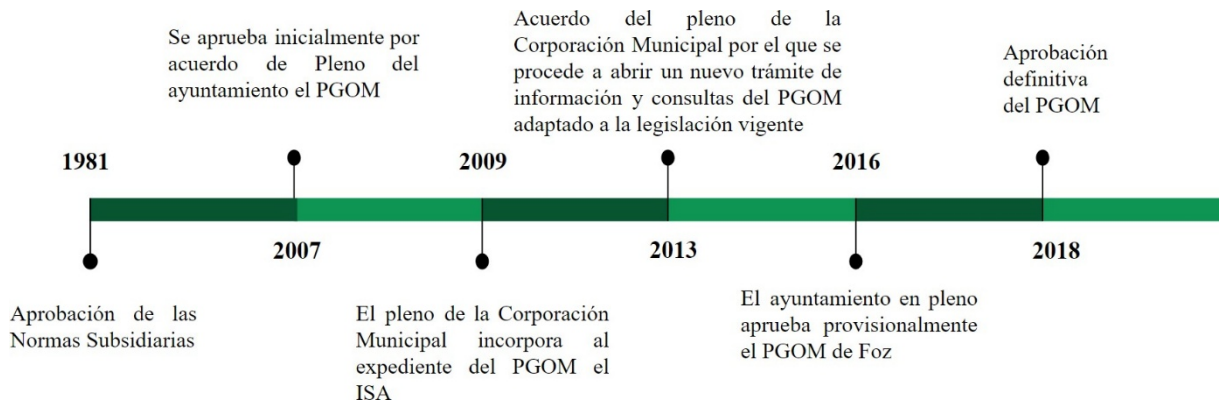 Se aprueba inicialmente por
acuerdo de Pleno del
ayuntamiento el PGOM
Acuerdo del pleno de la
Corporación Municipal por el que se
procede a abrir un nuevo trámite de
información y consultas del PGOM
adaptado a la legislación vigente
Aprobación
definitiva
del PGOM
1981
2009
2016
2007
2013
2018
Aprobación de las
Normas Subsidiarias
El pleno de la Corporación
Municipal incorpora al
expediente del PGOM el
ISA
El ayuntamiento en pleno
aprueba provisionalmente
el PGOM de Foz